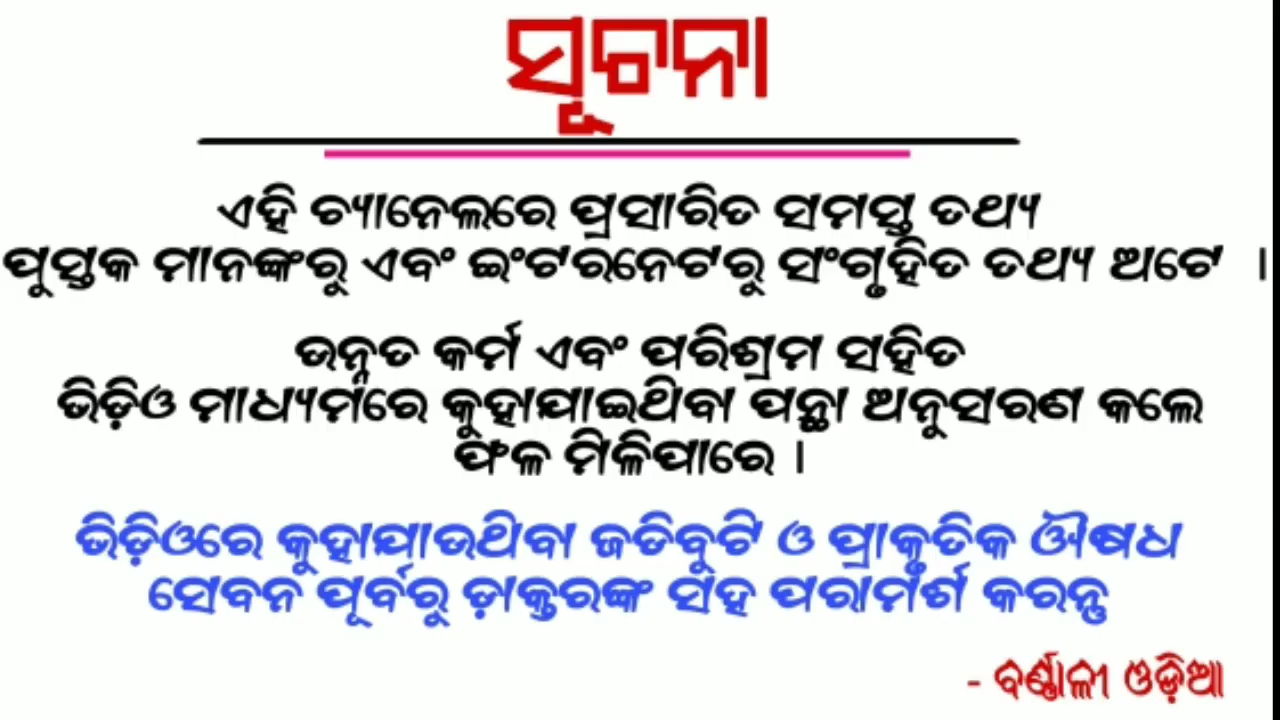 ସୂଚନା
ଏହି ଚ୍ୟାନେଲରେ ପ୍ରସାରିତ ସମସ୍ତ ତଥ୍ୟ
ପୁସ୍ତକ ମାନଙ୍କରୁ ଏବଂ ଇଂଟରନେଟରୁ ସଂଗୃହିତ ତଥ୍ୟ ଅଟେ ।
ଉନ୍ନତ କର୍ମ ଏବଂ ପରିଶ୍ରମ ସହିତ
ଭିଡ଼ିଓ ମାଧ୍ୟମରେ କୁହାଯାଇଥିବା ପନ୍ଥା ଅନୁସରଣ କଲେ
ଫଳ ମିଳିପାରେ ।
ଭିଡ଼ିଓରେ କୁହାଯାଉଥିବା ଜଡିବୁଟି ଓ ପ୍ରାକୃତିକ ଔଷଧ
ସେବନ ପୂର୍ବରୁ ଡ଼ାକ୍ତରଙ୍କ ସହ ପରାମର୍ଶ କରନ୍ତୁ
- ବର୍ଣ୍ଣାଳୀ ଓଡ଼ିଆ